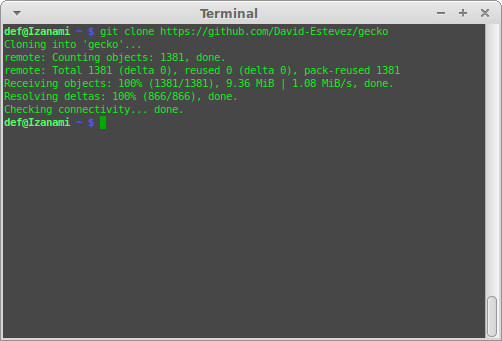 Terminal
def@Izanami ~ $ git clone https://github.com/David-Estevez/gecko
Cloning into 'gecko'...
remote: Counting objects: 1381, done.
remote: Total 1381 (delta 0), reused 0 (delta 0), pack-reused 1381
Receiving objects: 100% (1381/1381), 9.36 MiB | 1.08 MiB/s, done.
Resolving deltas: 100% (866/866), done.
Checking connectivity... done.
def@Izanami ~ $